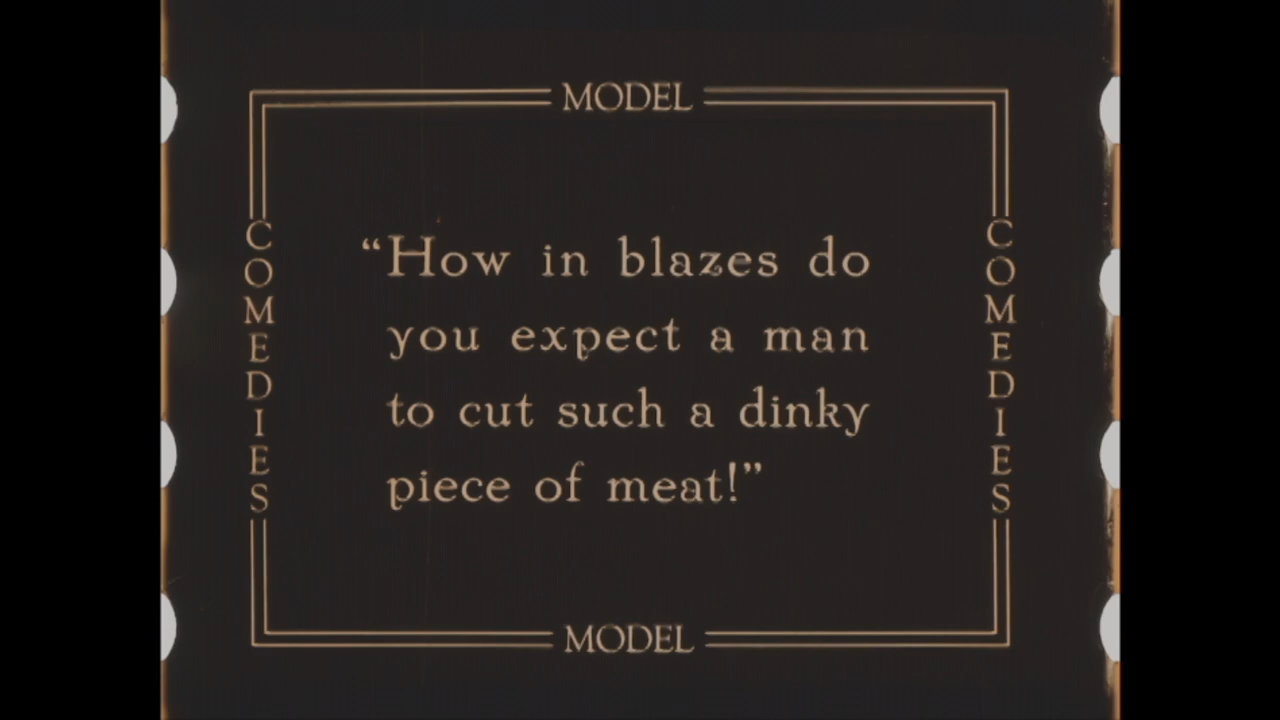 MODEL
COMEDIES
COMEDIES
“How in blazes do
you expect a man
to cut such a dinky
piece of meat!”
MODEL